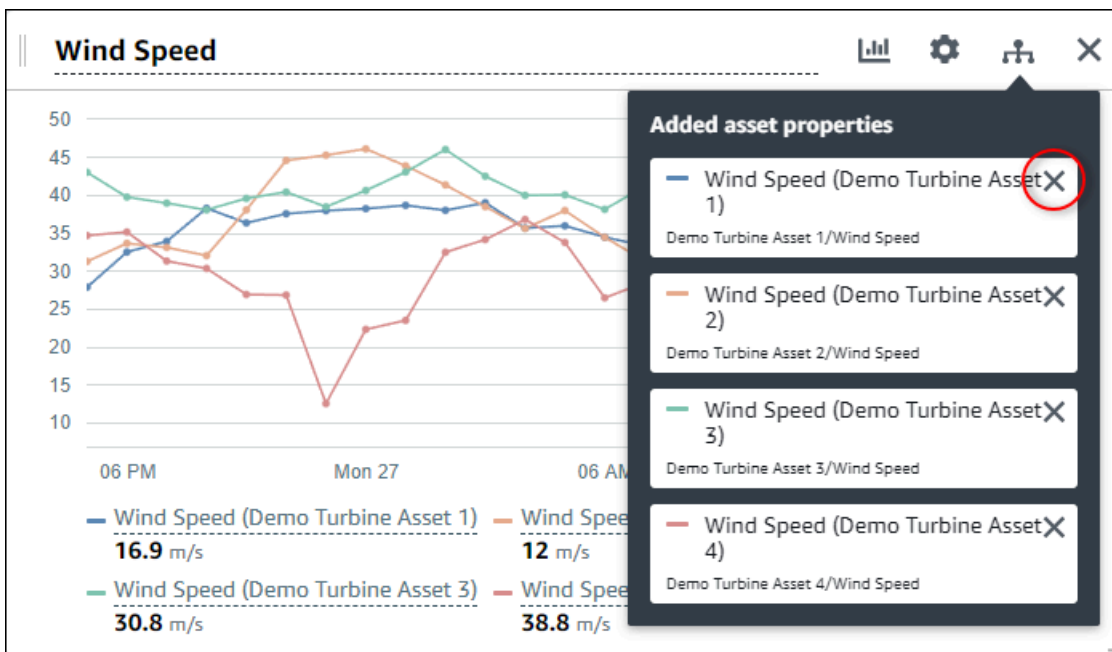 Wind Speed
Added asset properties
Wind Speed (Demo Turbine Asset
1)
Demo Turbine Asset 1/Wind Speed
Wind Speed (Demo Turbine Asset
2)
Demo Turbine Asset 2/Wind Speed
Wind Speed (Demo Turbine Asset
3)
Demo Turbine Asset 3/Wind Speed
Wind Speed (Demo Turbine Asset
4)
Demo Turbine Asset 4/Wind Speed
50
45
40
35
30
25
20
15
10
06 PM Mon 27 06 AM
Wind Speed (Demo Turbine Asset 1) Wind Spee
16.9 m/s 12 m/s
Wind Speed (Demo Turbine Asset 3) Wind Spee
30.8 m/s 38.8 m/s